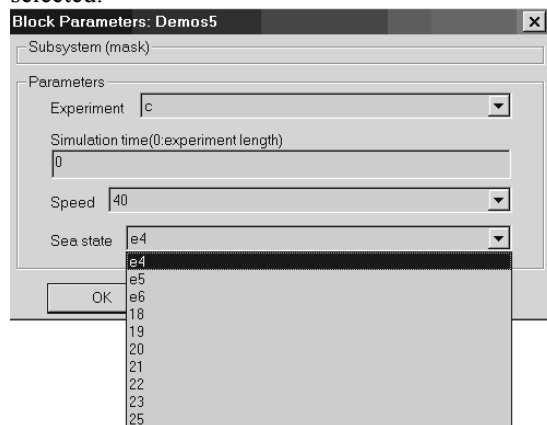 selected.
Block Parameters: Demos5
Subsystem (mask)
Parameters
Experiment c
Simulation time(0:experiment length)
0
Speed 40
Sea state e4
e4
e5
e6
OK
18
19
20
21
22
23
25